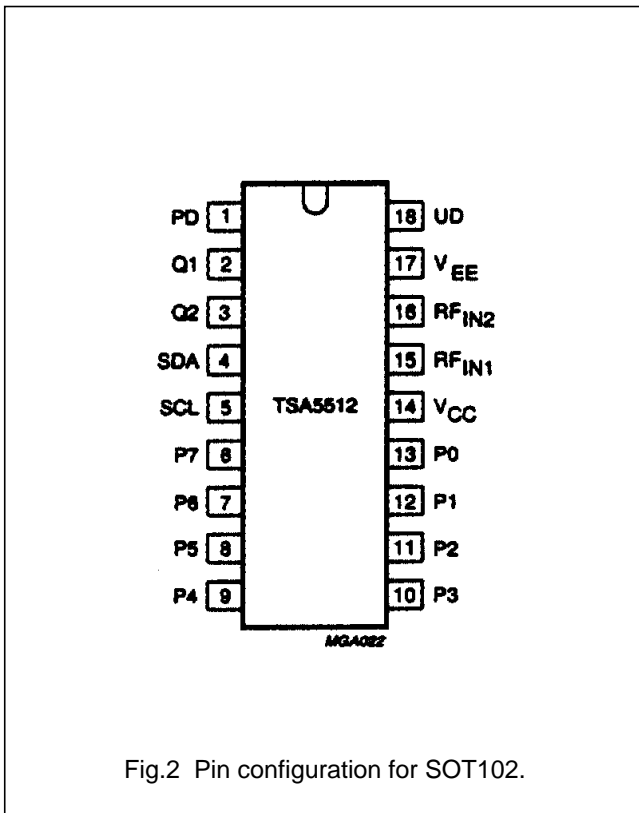 PD 1 18 UD
Q1 2 17 VEE
Q2 3 16 RFIN2
SDA 4 15 RFIN1
SCL 5 TSA5512 14 VCC
P7 6 13 P0
P6 7 12 P1
P5 8 11 P2
P4 9 10 P3
MGA022
Fig.2 Pin configuration for SOT102.